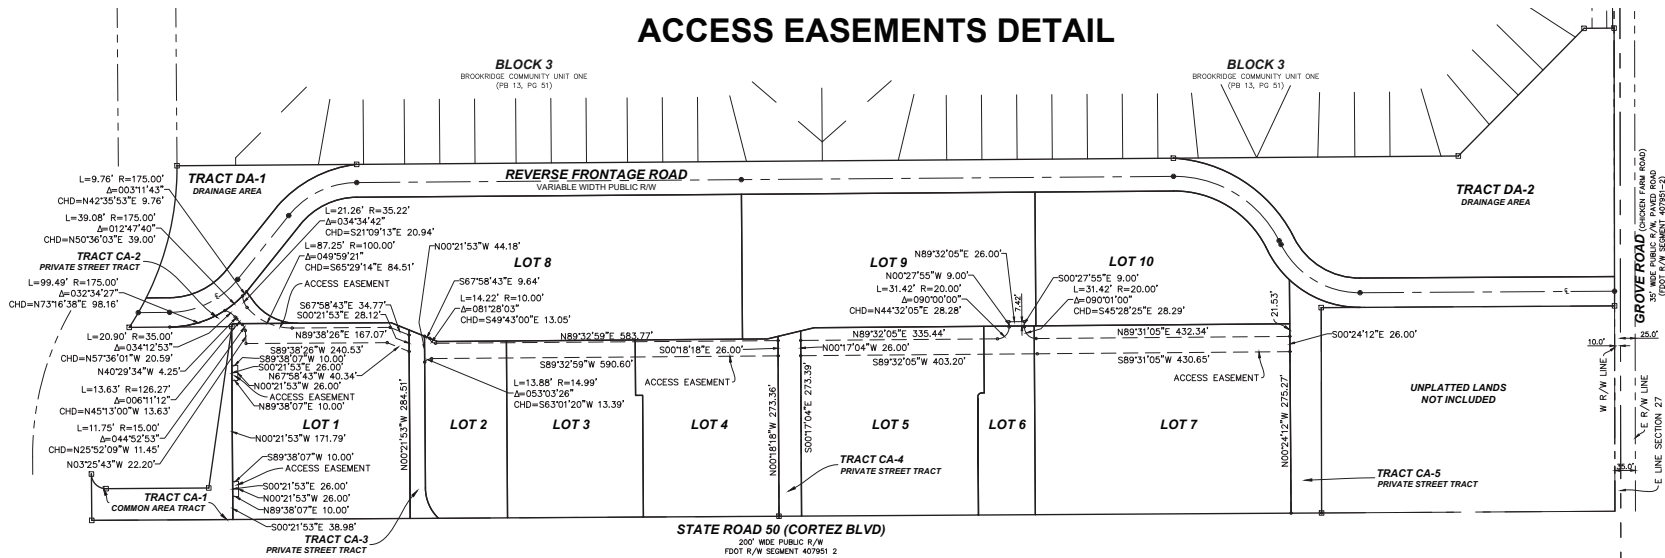 ACCESS EASEMENTS DETAIL
BLOCK 3
BROOKRIDGE COMMUNITY UNIT ONE
(PB 13, PG 51)
BLOCK 3
BROOKRIDGE COMMUNITY UNIT ONE
(PB 13, PG 51)
TRACT DA-1
DRAINAGE AREA
REVERSE FRONTAGE ROAD
VARIABLE WIDTH PUBLIC R/W
TRACT DA-2
DRAINAGE AREA
GROVE ROAD (CHICKEN FARM ROAD)
35' WIDE PUBLIC R/W, PAVED ROAD
(FDOT R/W SEGMENT 407951-2)
L=9.76' R=175.00'
Δ=003°11'43"
CHD=N42°35'53"E 9.76'
L=39.08' R=175.00'
Δ=012°47'40"
CHD=N50°36'03"E 39.00'
TRACT CA-2
PRIVATE STREET TRACT
L=99.49' R=175.00'
Δ=032°34'27"
CHD=N73°16'38"E 98.16'
L=20.90' R=35.00'
Δ=034°12'53"
CHD=N57°36'01"W 20.59'
N40°29'34"W 4.25'
L=13.63' R=126.27'
Δ=006°11'12"
CHD=N45°13'00"W 13.63'
L=11.75' R=15.00'
Δ=044°52'53"
CHD=N25°52'09"W 11.45'
N03°25'43"W 22.20'
TRACT CA-1
COMMON AREA TRACT
L=21.26' R=35.22'
Δ=034°34'42"
CHD=S21°09'13"E 20.94'
L=87.25' R=100.00'
Δ=049°59'21"
CHD=S65°29'14"E 84.51'
ACCESS EASEMENT
S67°58'43"E 34.77'
S00°21'53"E 28.12'
N89°38'26"E 167.07'
S89°38'26"W 240.53'
S89°38'07"W 10.00'
S00°21'53"E 26.00'
N67°58'43"W 40.34'
N00°21'53"W 26.00'
ACCESS EASEMENT
N89°38'07"E 10.00'
LOT 1
N00°21'53"W 171.79'
S89°38'07"W 10.00'
ACCESS EASEMENT
S00°21'53"E 26.00'
N00°21'53"W 26.00'
N89°38'07"E 10.00'
S00°21'53"E 38.98'
TRACT CA-3
PRIVATE STREET TRACT
N00°21'53"W 284.51'
N00°21'53"W 44.18'
LOT 8
S67°58'43"E 9.64'
L=14.22' R=10.00'
Δ=081°28'03"
CHD=S49°43'00"E 13.05'
N89°32'59"E 583.77'
S00°18'18"E 26.00'
S89°32'59"W 590.60'
ACCESS EASEMENT
L=13.88' R=14.99'
Δ=053°03'26"
CHD=S63°01'20"W 13.39'
LOT 2
LOT 3
LOT 4
N00°18'18"W 273.36'
S00°17'04"E 273.39'
LOT 9
N89°32'05"E 26.00'
N00°27'55"W 9.00'
L=31.42' R=20.00'
Δ=090°00'00"
CHD=N44°32'05"E 28.28'
7.42'
LOT 10
S00°27'55"E 9.00'
L=31.42' R=20.00'
Δ=090°01'00"
CHD=S45°28'25"E 28.29'
N89°32'05"E 335.44'
N00°17'04"W 26.00'
S89°32'05"W 403.20'
N89°31'05"E 432.34'
S89°31'05"W 430.65'
ACCESS EASEMENT
21.53'
S00°24'12"E 26.00'
LOT 5
LOT 6
LOT 7
TRACT CA-4
PRIVATE STREET TRACT
N00°24'12"W 275.27'
TRACT CA-5
PRIVATE STREET TRACT
UNPLATTED LANDS
NOT INCLUDED
10.0'
25.0'
W R/W LINE
E R/W LINE
E LINE SECTION 27
35.0'
STATE ROAD 50 (CORTEZ BLVD)
200' WIDE PUBLIC R/W
FDOT R/W SEGMENT 407951 2